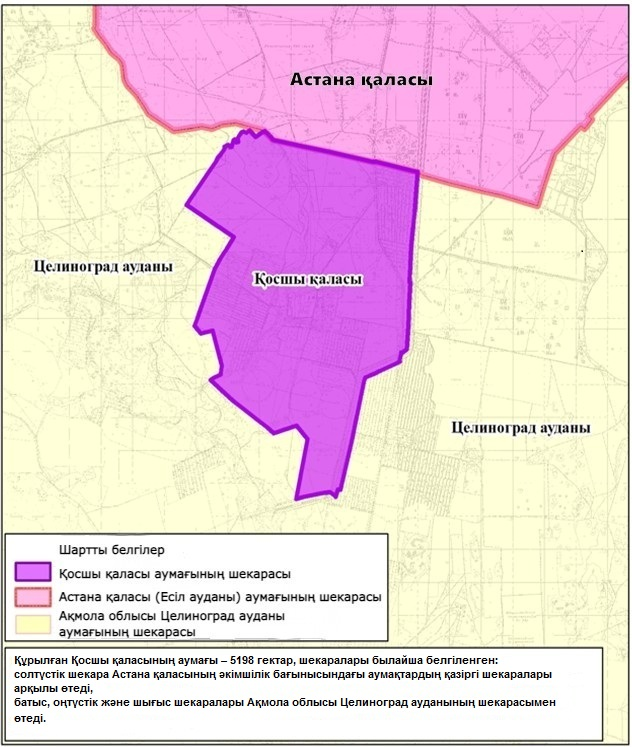 Астана қаласы
Целиноград ауданы
Қосшы қаласы
Целиноград ауданы
Шартты белгілер
Қосшы қаласы аумағының шекарасы
Астана қаласы (Есіл ауданы) аумағының шекарасы
Ақмола облысы Целиноград ауданы
аумағының шекарасы
Құрылған Қосшы қаласының аумағы – 5198 гектар, шекаралары былайша белгіленген:
солтүстік шекара Астана қаласының әкімшілік бағынысындағы аумақтардың қазіргі шекаралары
арқылы өтеді,
батыс, оңтүстік және шығыс шекаралары Ақмола облысы Целиноград ауданының шекарасымен
өтеді.